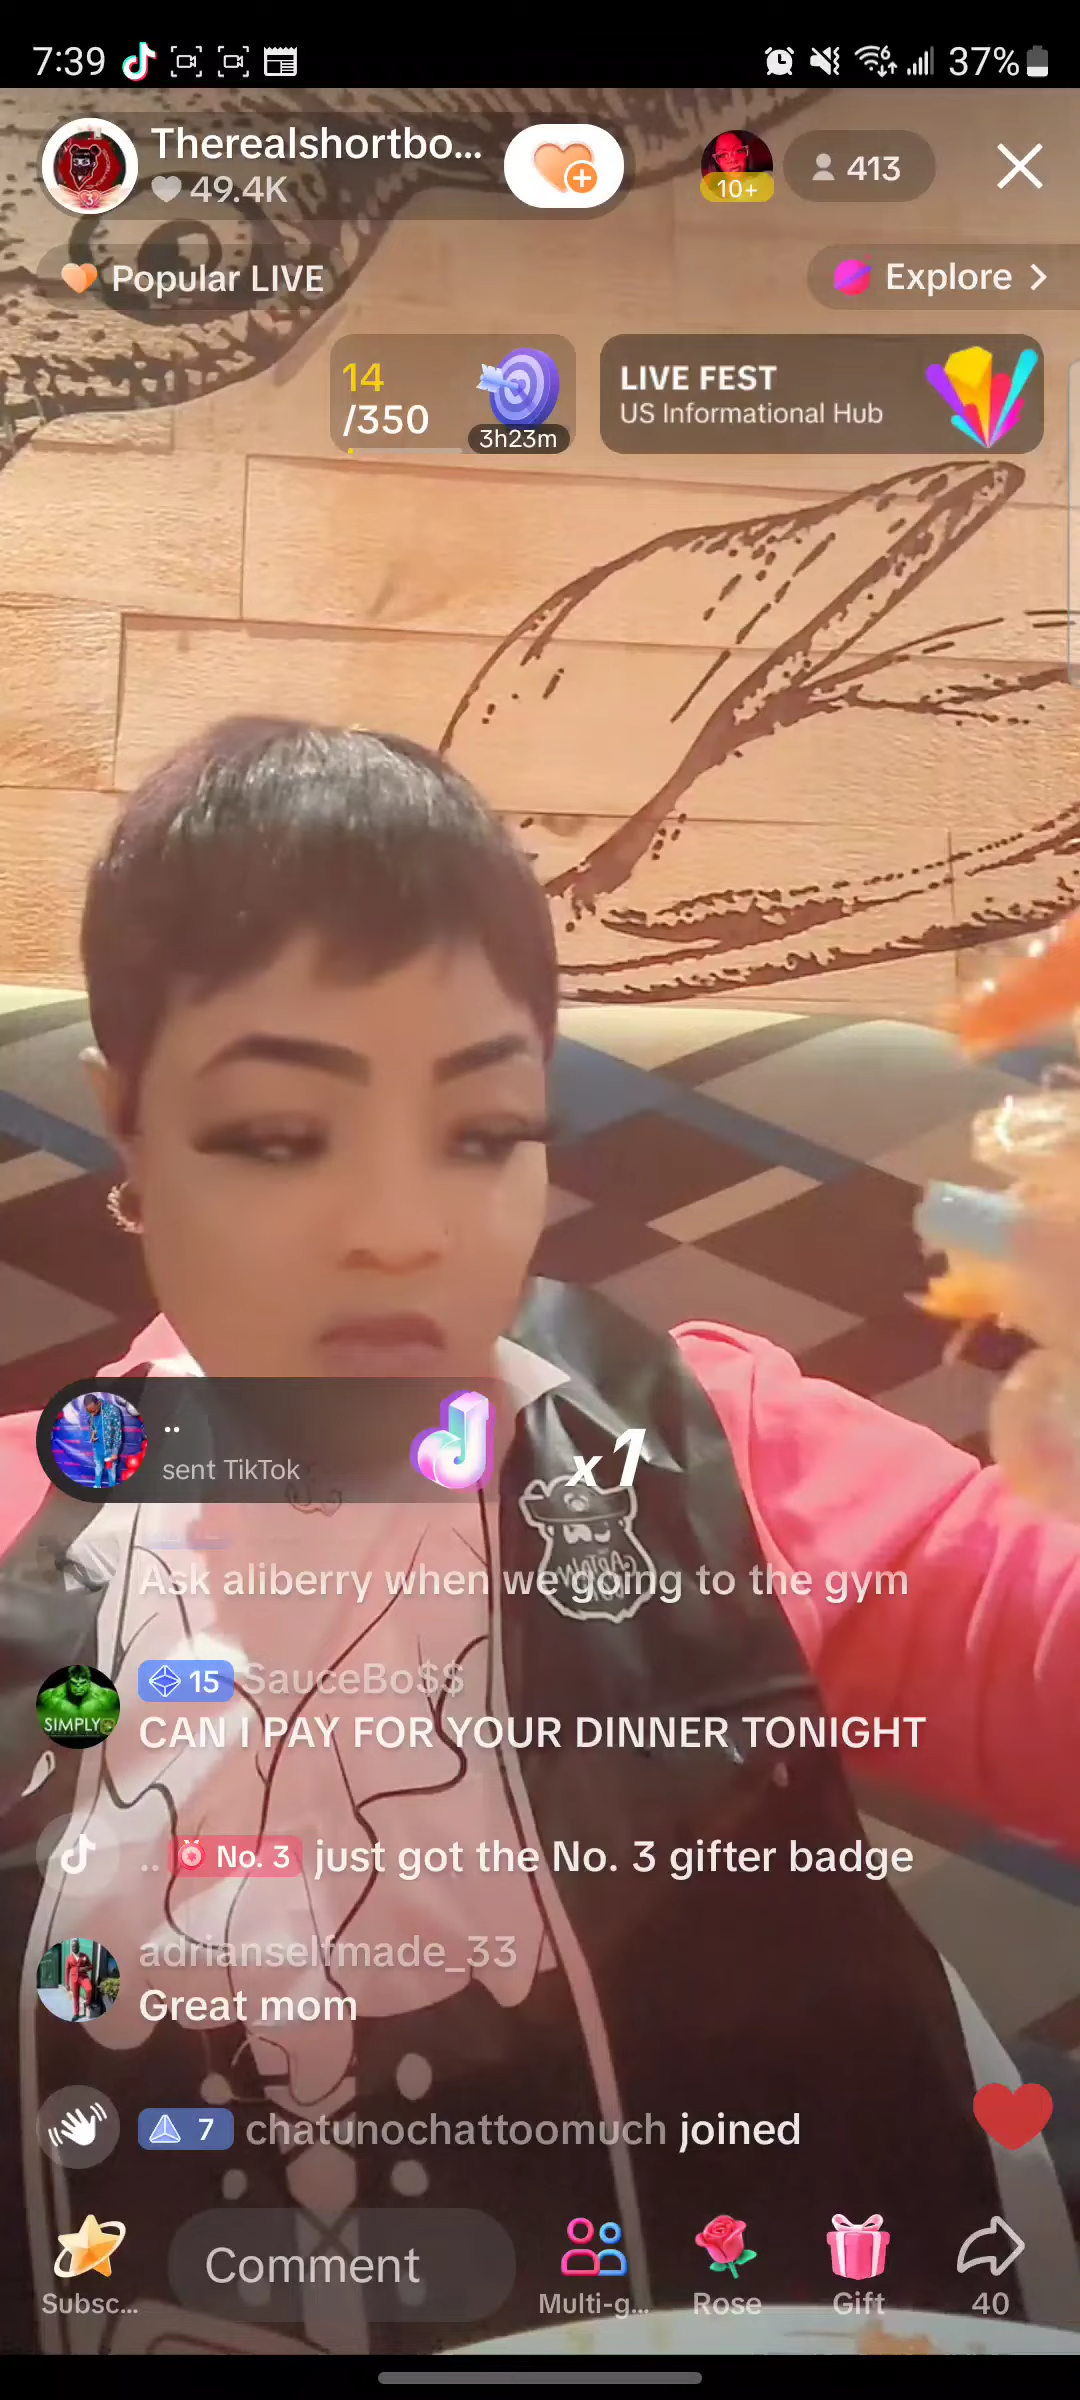 7:39
37%
Therealshortbo...
49.4K
10+
413
Popular LIVE
Explore
14
/350
3h23m
LIVE FEST
US Informational Hub
..
sent TikTok
x1
Ask aliberry when we going to the gym
15 SauceBo$$
SIMPLY
CAN I PAY FOR YOUR DINNER TONIGHT
.. No. 3 just got the No. 3 gifter badge
adrianselfmade_33
Great mom
7 chatunochattoomuch joined
Comment
Subsc...
Multi-g...
Rose
Gift
40